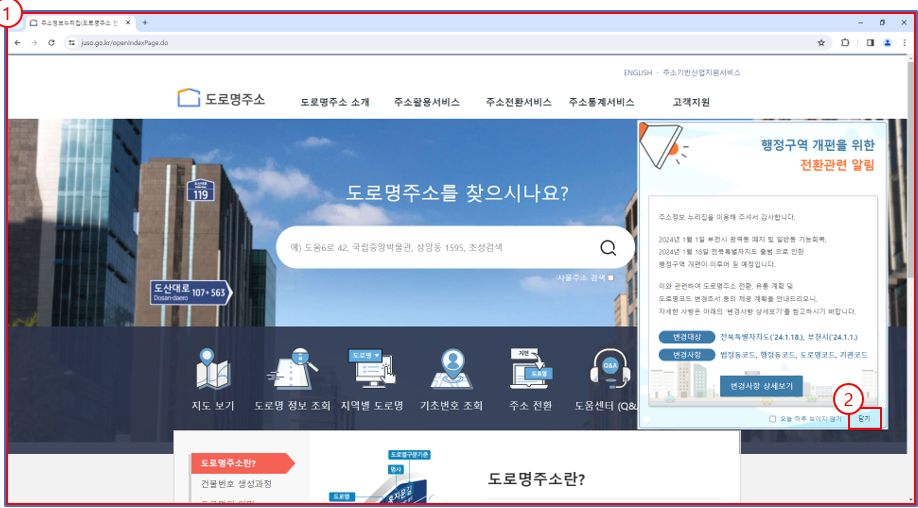 1
주소정보누리집(도로명주소 안
juso.go.kr/openIndexPage.do
ENGLISH · 주소기반산업지원서비스
도로명주소
도로명주소 소개 주소활용서비스 주소전환서비스 주소통계서비스 고객지원
도로명주소를 찾으시나요?
예) 도움6로 42, 국립중앙박물관, 상암동 1595, 초성검색
사물주소 검색
119
도산대로 107▸563
Dosan-daero
행정구역 개편을 위한
전환관련 알림
주소정보 누리집을 이용해 주셔서 감사합니다.
2024년 1월 1일 부천시 광역동 폐지 및 일반동 기능회복,
2024년 1월 18일 전북특별자치도 출범 으로 인한
행정구역 개편이 이루어 질 예정입니다.
이와 관련하여 도로명주소 전환, 유통 계획 및
도로명코드 변경조서 등의 제공 계획을 안내드리오니,
자세한 사항은 아래의 '변경사항 상세보기'를 참고하시기 바랍니다.
변경대상 전북특별자치도('24.1.18.), 부천시('24.1.1.)
변경사항 법정동코드, 행정동코드, 도로명코드, 기관코드
변경사항 상세보기
2
오늘 하루 보이지 않기 닫기
도로명
지번
도로명
Q&A
지도 보기 도로명 정보 조회 지역별 도로명 기초번호 조회 주소 전환 도움센터 (Q&
도로명주소란?
건물번호 생성과정
도로명구분기준
명사
도로명
도로명주소란?